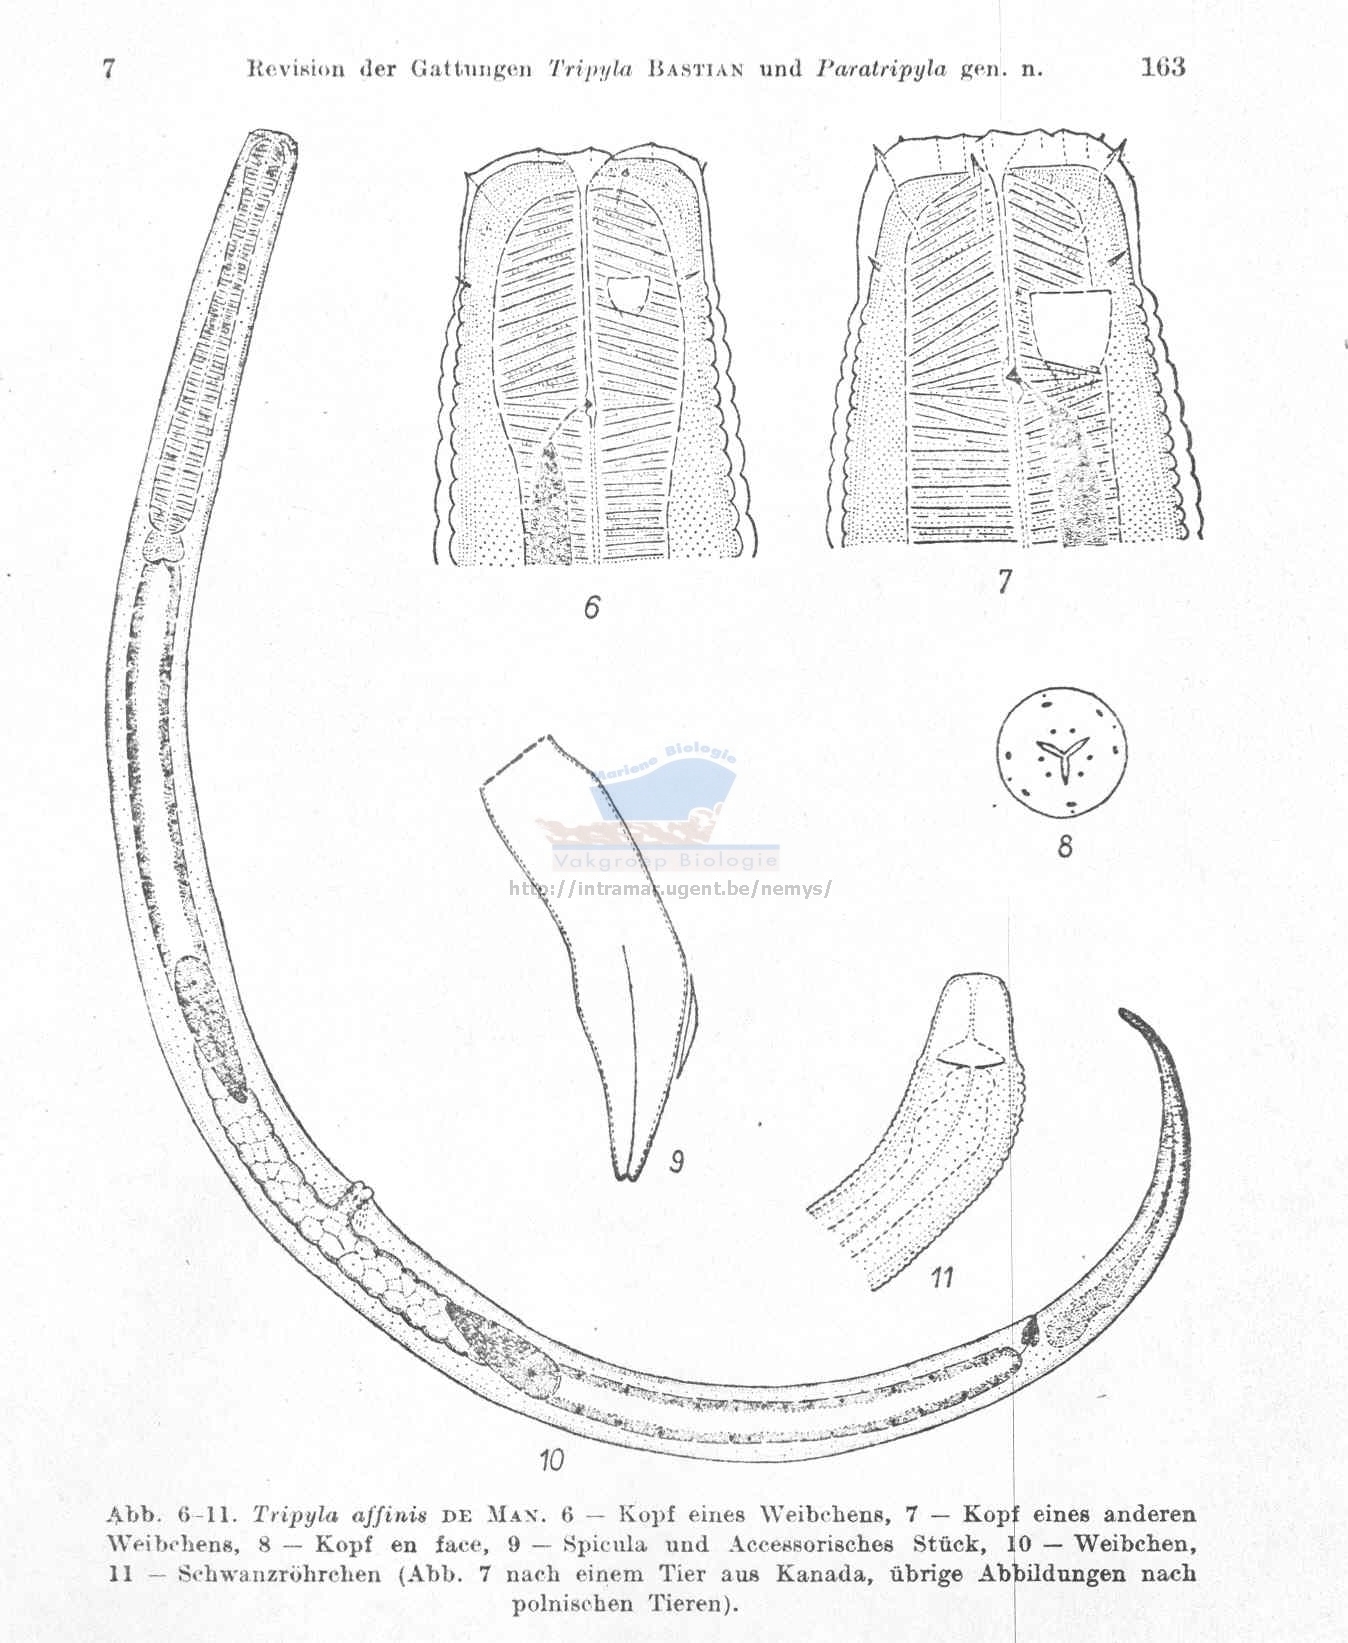 7 Revision der Gattungen Tripyla BASTIAN und Paratripyla gen. n. 163
6
7
8
Mariene Biologie
Vakgroep Biologie
http://intramar.ugent.be/nemys/
9
11
10
Abb. 6-11. Tripyla affinis DE MAN. 6 — Kopf eines Weibchens, 7 — Kopf eines anderen
Weibchens, 8 — Kopf en face, 9 — Spicula und Accessorisches Stück, 10 — Weibchen,
11 — Schwanzröhrchen (Abb. 7 nach einem Tier aus Kanada, übrige Abbildungen nach
polnischen Tieren).